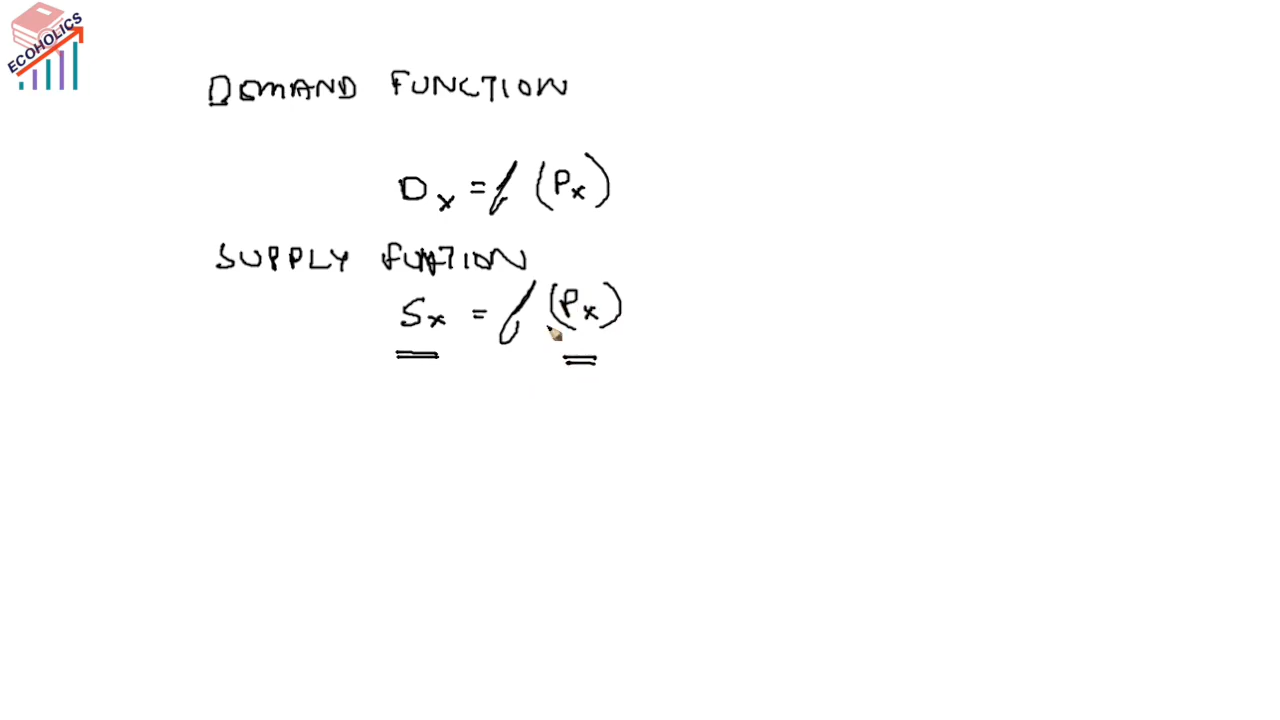 ECOHOLICS
DEMAND FUNCTION
Dx = f (Px)
SUPPLY FUNTION
Sx = f (Px)